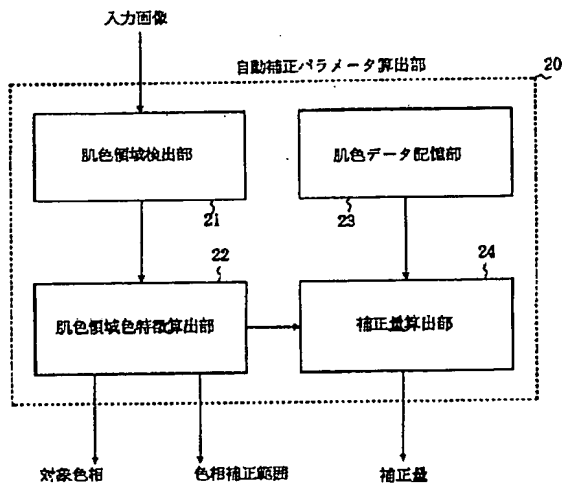 入力画像
自動補正パラメータ算出部
20
肌色領域検出部
21
肌色データ記憶部
23
22
肌色領域色特徴算出部
24
補正量算出部
対象色相
色相補正範囲
補正量